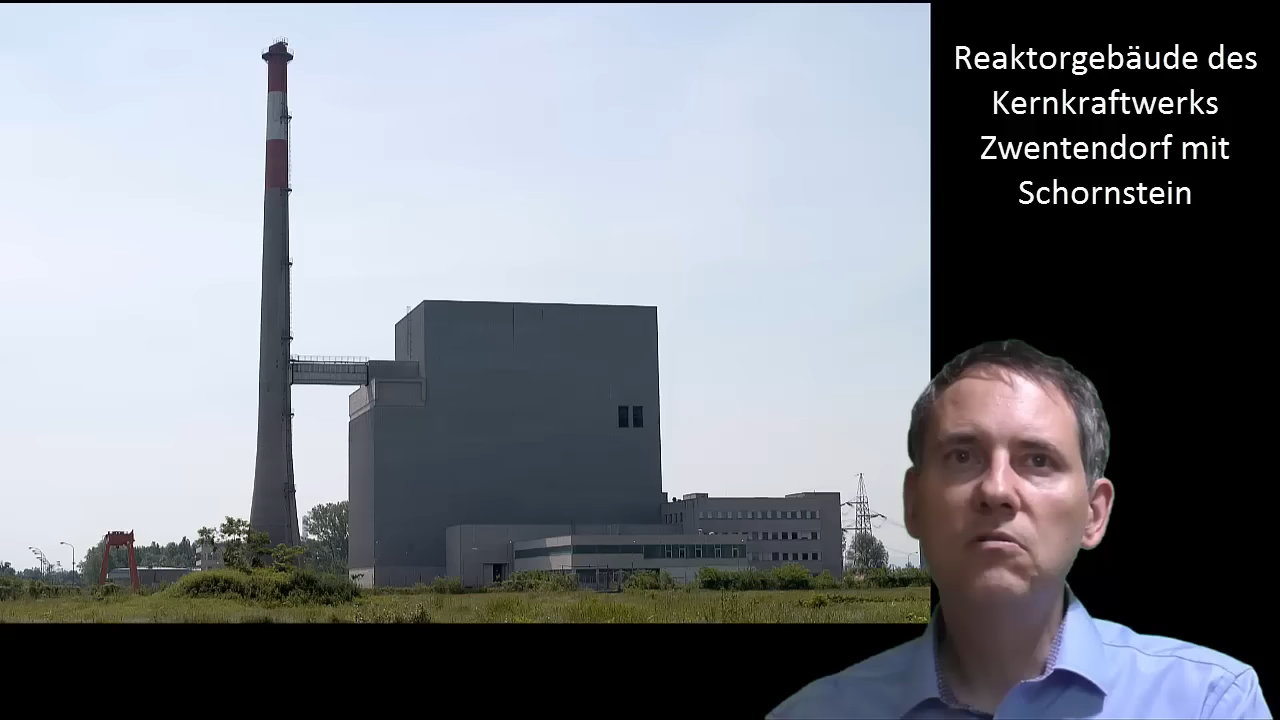 Reaktorgebäude des
Kernkraftwerks
Zwentendorf mit
Schornstein